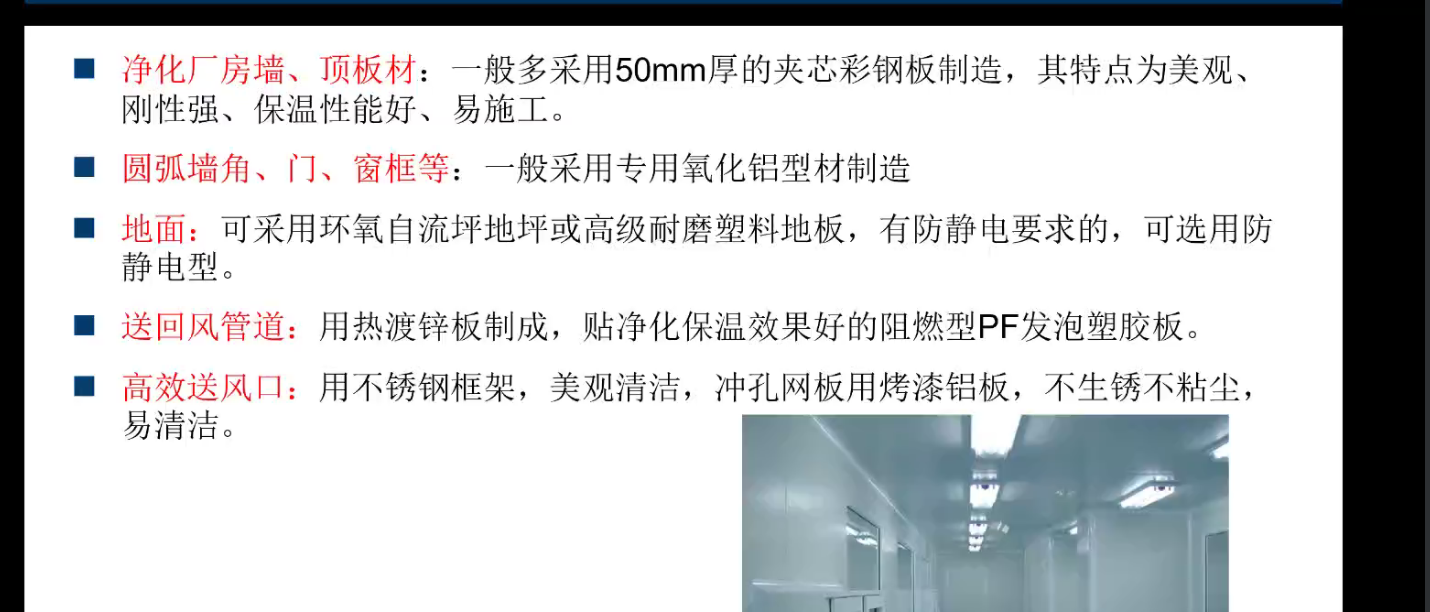 净化厂房墙、顶板材：一般多采用50mm厚的夹芯彩钢板制造，其特点为美观、
刚性强、保温性能好、易施工。
圆弧墙角、门、窗框等：一般采用专用氧化铝型材制造
地面：可采用环氧自流坪地坪或高级耐磨塑料地板，有防静电要求的，可选用防
静电型。
送回风管道：用热渡锌板制成，贴净化保温效果好的阻燃型PF发泡塑胶板。
高效送风口：用不锈钢框架，美观清洁，冲孔网板用烤漆铝板，不生锈不粘尘，
易清洁。